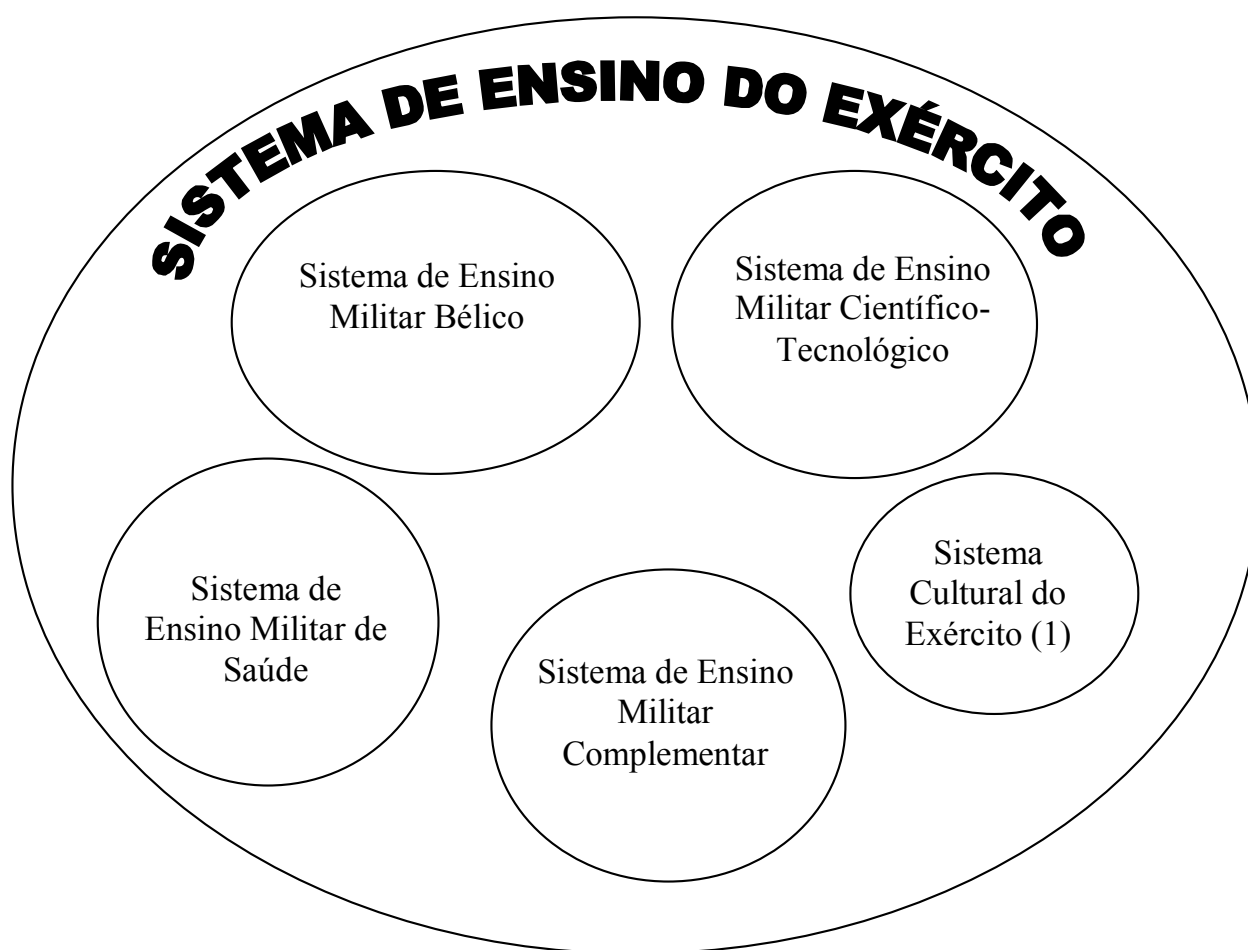 SISTEMA DE ENSINO DO EXÉRCITO
Sistema de Ensino
Militar Bélico
Sistema de Ensino
Militar Científico-
Tecnológico
Sistema de
Ensino Militar de
Saúde
Sistema de Ensino
Militar
Complementar
Sistema
Cultural do
Exército (1)